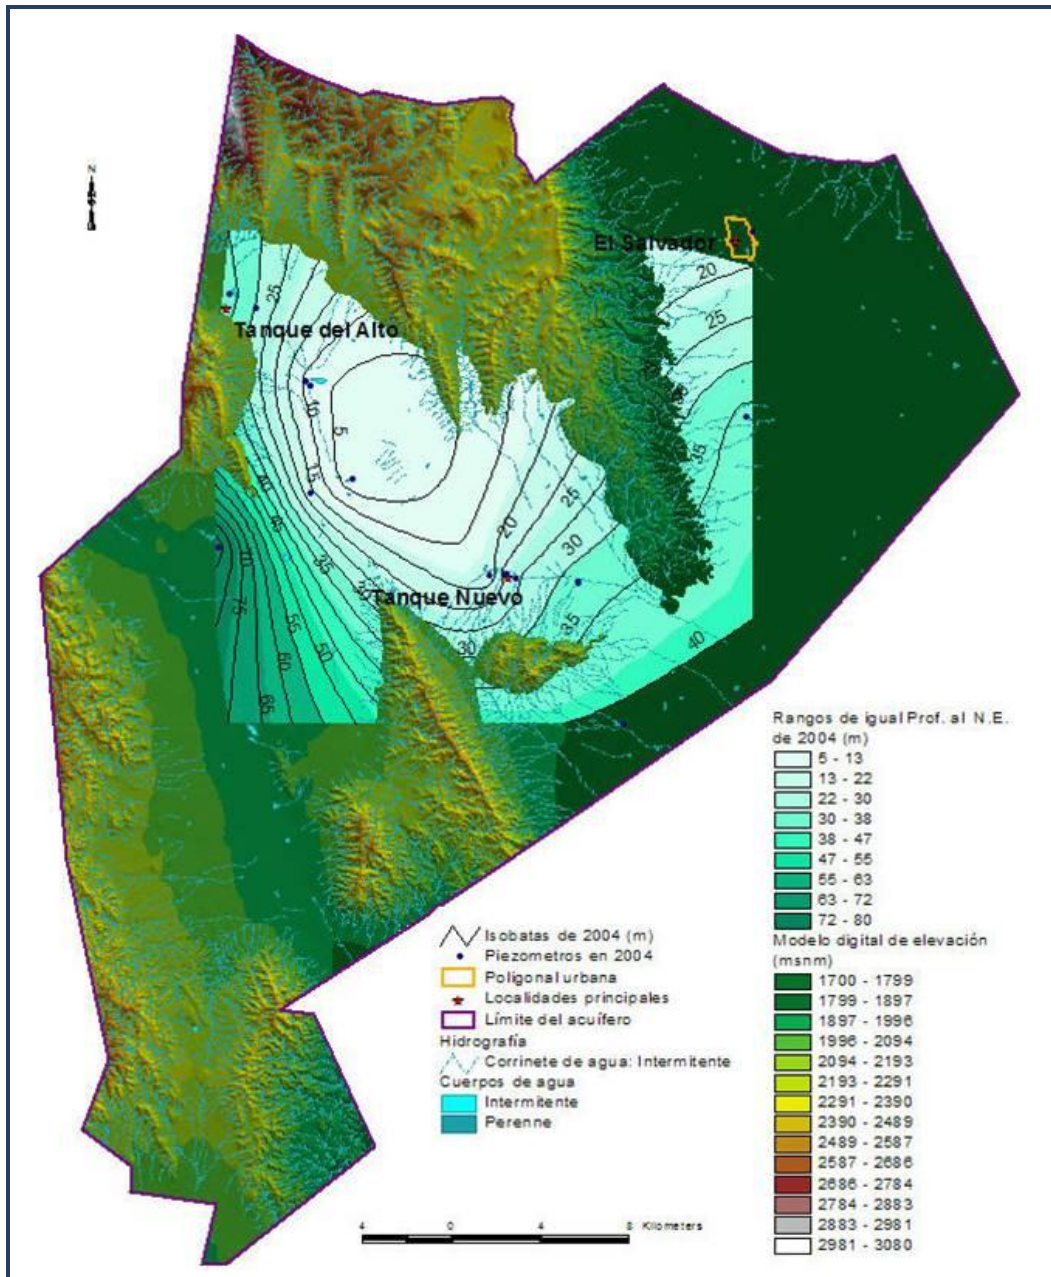 N
El Salvador
20
25
25
Tanque del Alto
10
5
35
15
40
45
20
25
30
35
70
75
Tanque Nuevo
55
50
35
30
40
60
65
Rangos de igual Prof. al N.E.
de 2004 (m)
5 - 13
13 - 22
22 - 30
30 - 38
38 - 47
47 - 55
55 - 63
63 - 72
72 - 80
Isobatas de 2004 (m)
Piezometros en 2004
Poligonal urbana
Localidades principales
Límite del acuífero
Hidrografía
Corrinete de agua: Intermitente
Cuerpos de agua
Intermitente
Perenne
Modelo digital de elevación
(msnm)
1700 - 1799
1799 - 1897
1897 - 1996
1996 - 2094
2094 - 2193
2193 - 2291
2291 - 2390
2390 - 2489
2489 - 2587
2587 - 2686
2686 - 2784
2784 - 2883
2883 - 2981
2981 - 3080
4 0 4 8 Kilometers